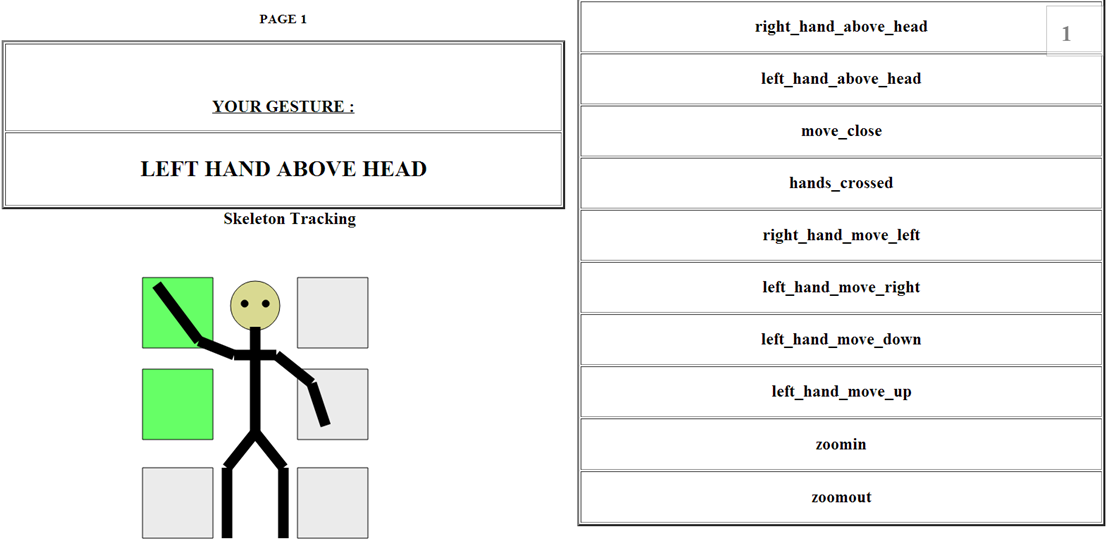 PAGE 1
YOUR GESTURE :
LEFT HAND ABOVE HEAD
Skeleton Tracking
right_hand_above_head
1
left_hand_above_head
move_close
hands_crossed
right_hand_move_left
left_hand_move_right
left_hand_move_down
left_hand_move_up
zoomin
zoomout